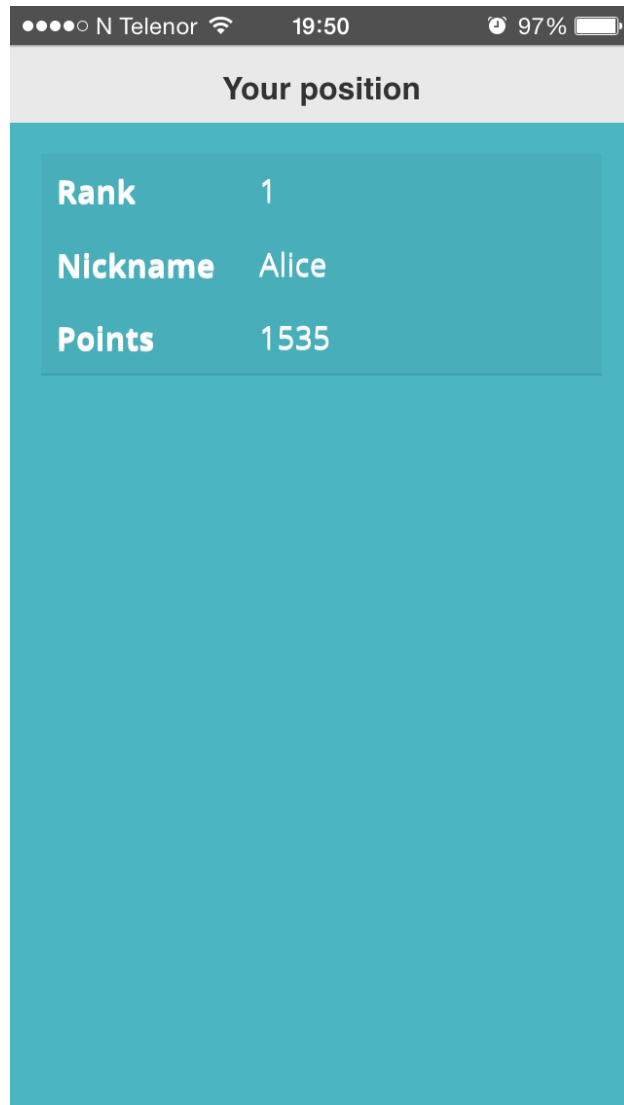 N Telenor 19:50 97%
Your position
Rank 1
Nickname Alice
Points 1535